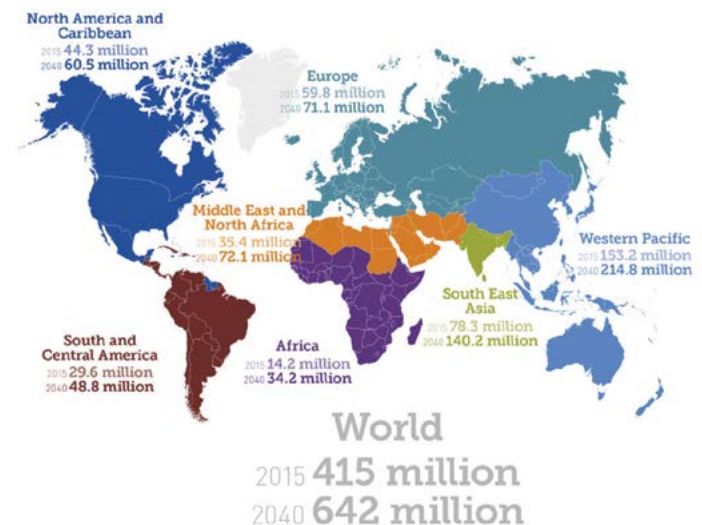 North America and
Caribbean
2015 44.3 million
2040 60.5 million
Europe
2015 59.8 million
2040 71.1 million
Middle East and
North Africa
2015 35.4 million
2040 72.1 million
Western Pacific
2015 153.2 million
2040 214.8 million
South East
Asia
2015 78.3 million
2040 140.2 million
South and
Central America
2015 29.6 million
2040 48.8 million
Africa
2015 14.2 million
2040 34.2 million
World
2015 415 million
2040 642 million